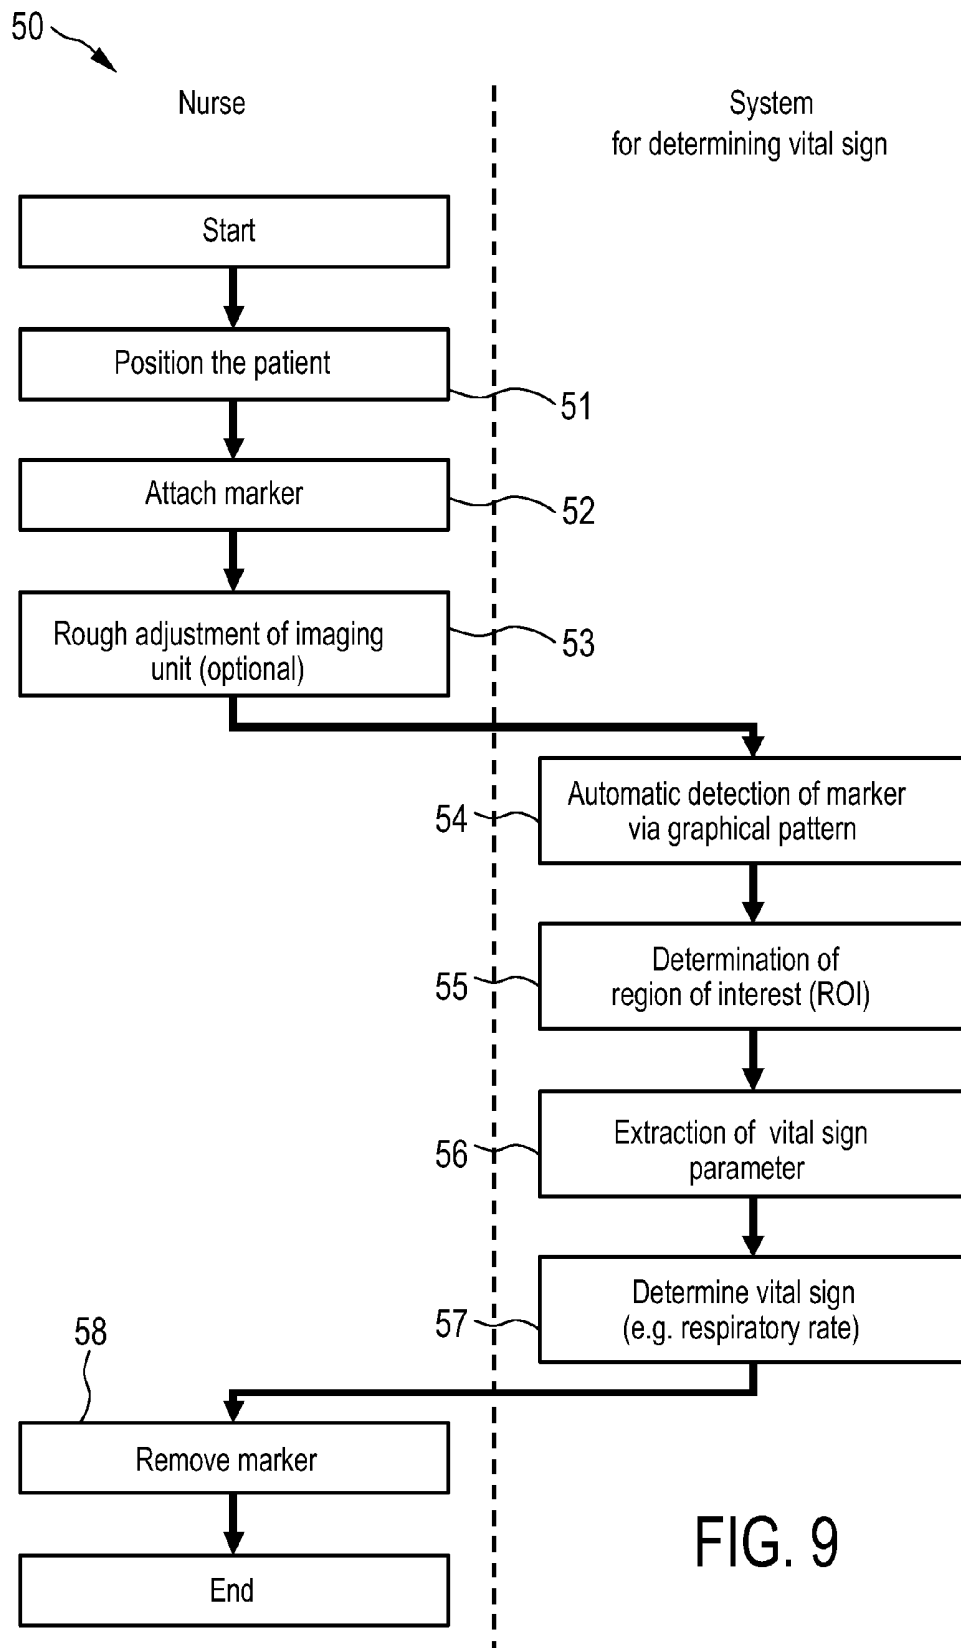 50
Nurse
System
for determining vital sign
Start
Position the patient
51
Attach marker
52
Rough adjustment of imaging
unit (optional)
53
Automatic detection of marker
via graphical pattern
54
Determination of
region of interest (ROI)
55
Extraction of vital sign
parameter
56
Determine vital sign
(e.g. respiratory rate)
57
58
Remove marker
End
FIG. 9